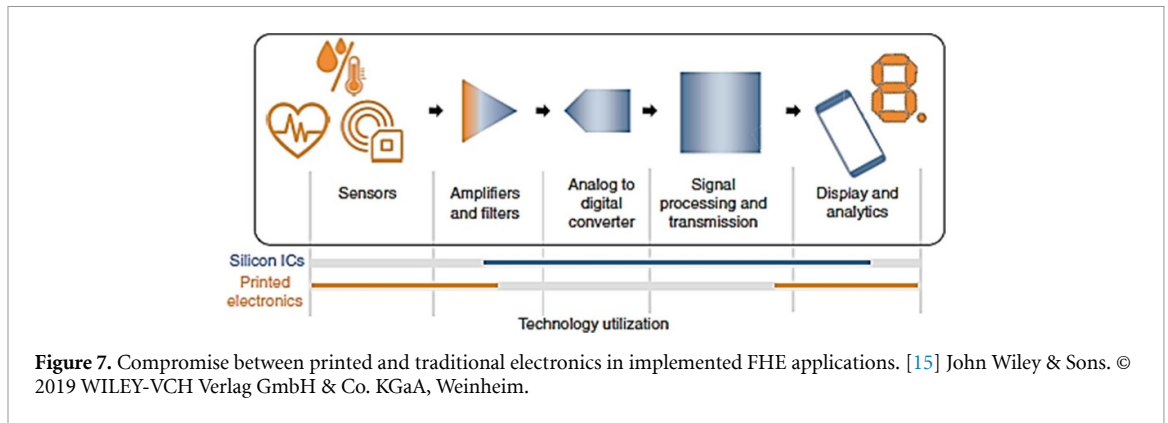 8.
Sensors
Amplifiers
and filters
Analog to
digital
converter
Signal
processing and
transmission
Display and
analytics
Silicon ICs
Printed
electronics
Technology utilization
Figure 7. Compromise between printed and traditional electronics in implemented FHE applications. [15] John Wiley & Sons. ©
2019 WILEY-VCH Verlag GmbH & Co. KGaA, Weinheim.